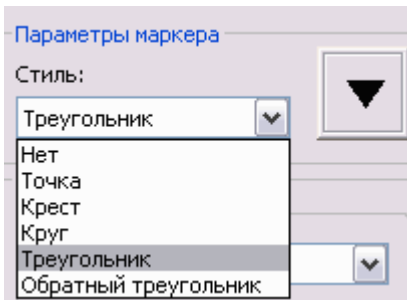 Параметры маркера
Стиль:
Треугольник
Нет
Точка
Крест
Круг
Треугольник
Обратный треугольник